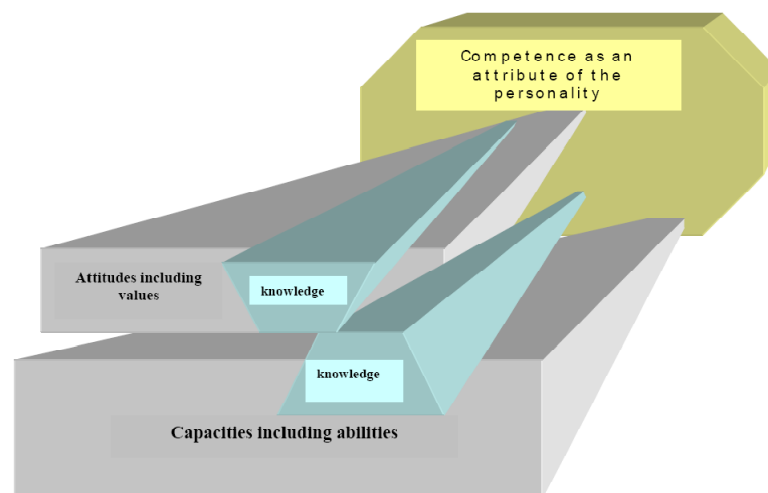 Competence as an
attribute of the
personality
Attitudes including
values
knowledge
knowledge
Capacities including abilities